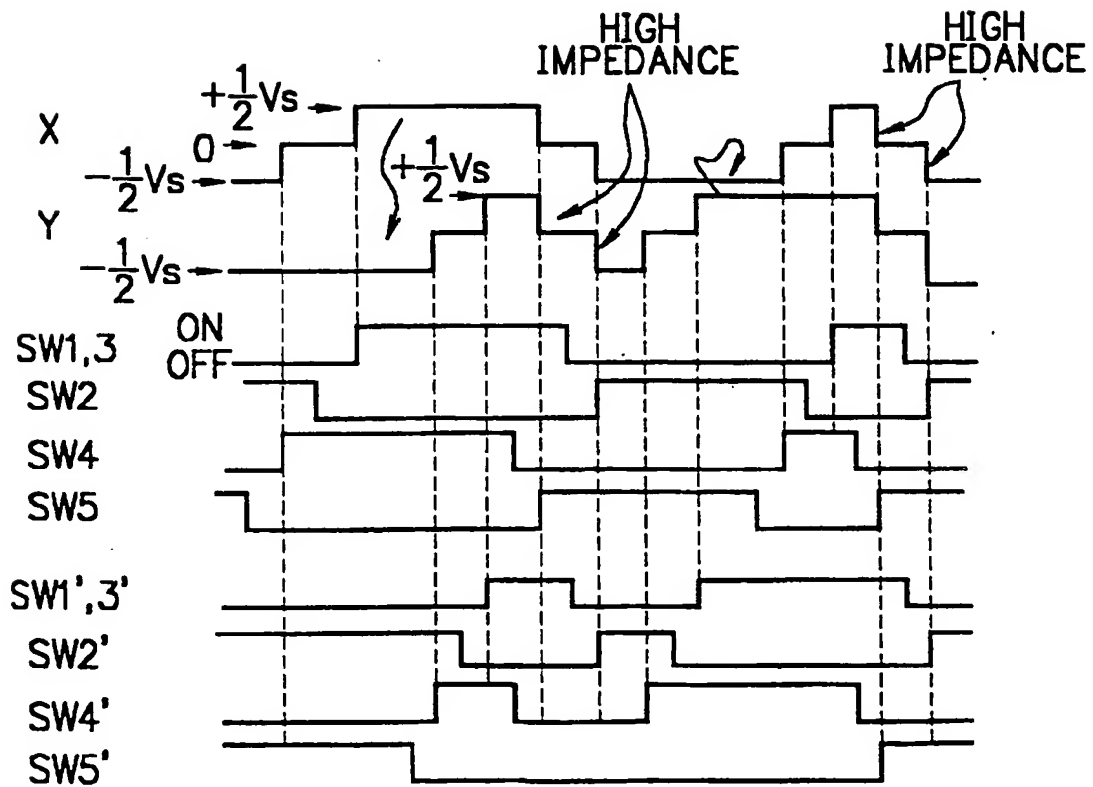 HIGH
IMPEDANCE
HIGH
IMPEDANCE
X
+1/2Vs
0
-1/2Vs
Y
+1/2Vs
-1/2Vs
SW1,3
ON
OFF
SW2
SW4
SW5
SW1',3'
SW2'
SW4'
SW5'